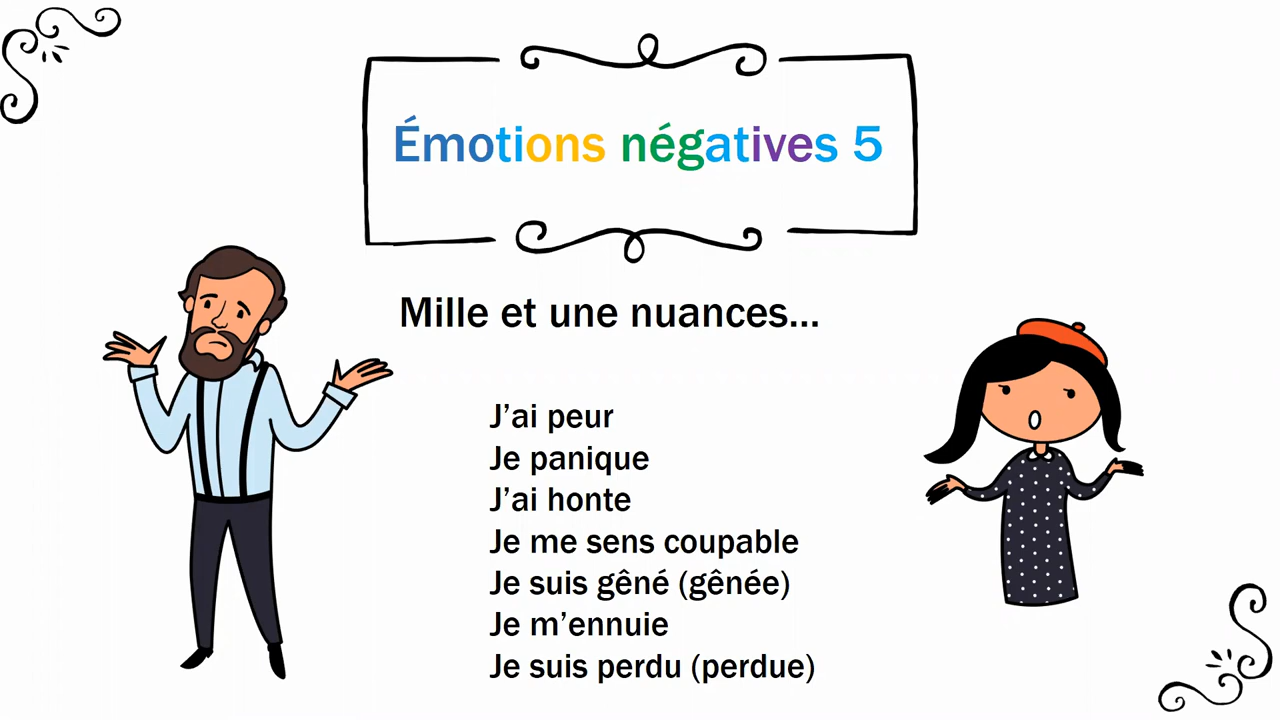 Émotions négatives 5
Mille et une nuances...
J'ai peur
Je panique
J'ai honte
Je me sens coupable
Je suis gêné (gênée)
Je m'ennuie
Je suis perdu (perdue)